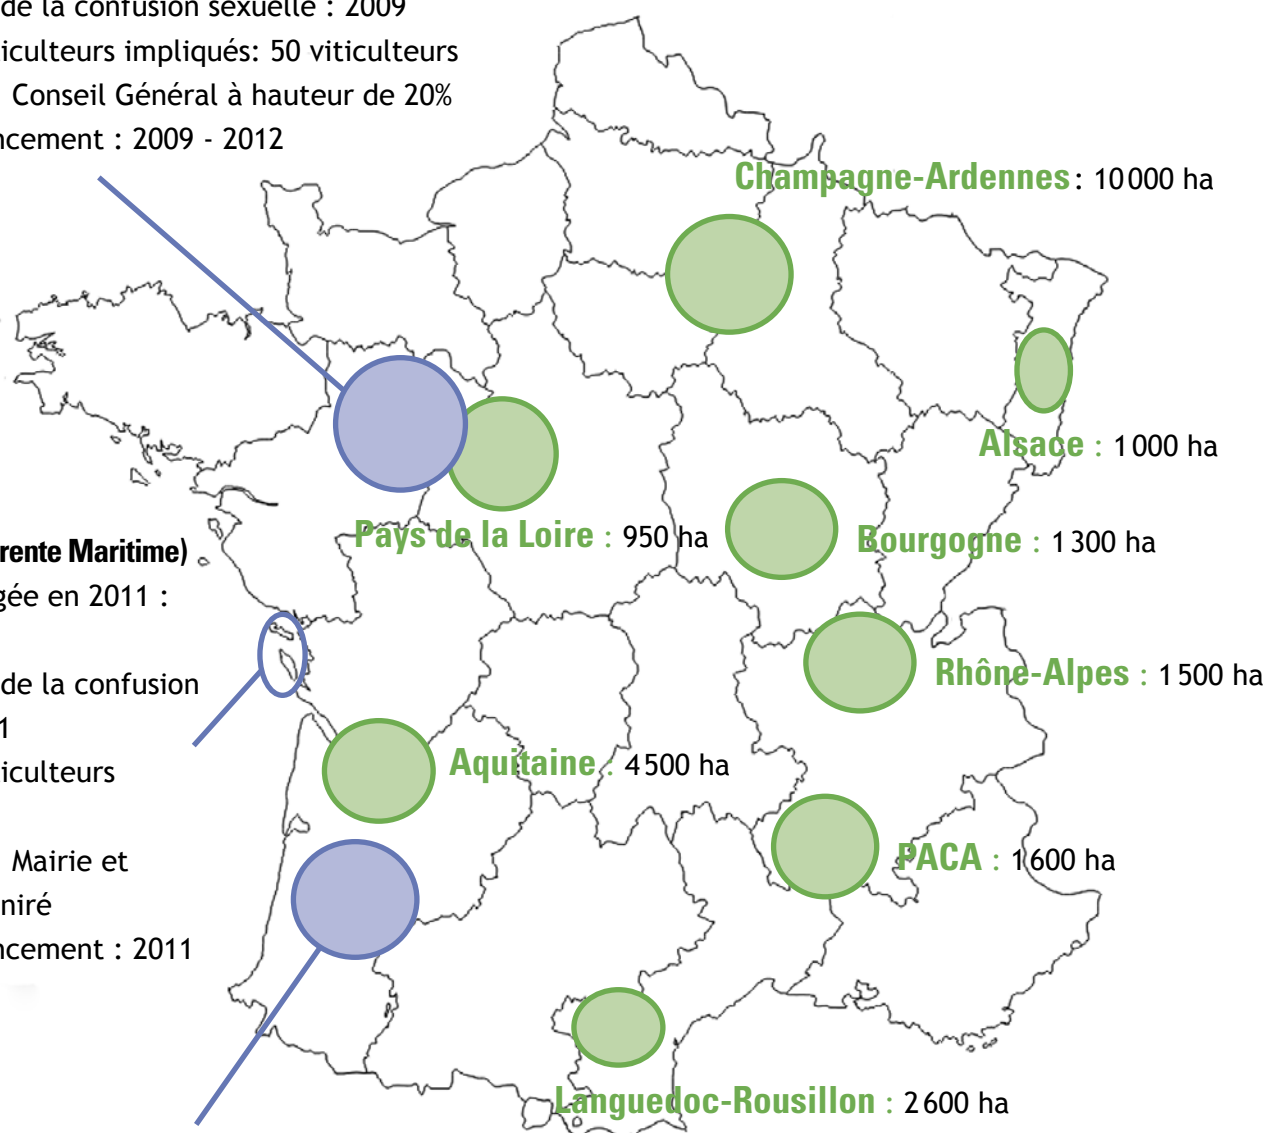 de la confusion sexuelle : 2009
iculteurs impliqués: 50 viticulteurs
Conseil Général à hauteur de 20%
ncement : 2009 - 2012
Champagne-Ardennes : 10 000 ha
Alsace : 1 000 ha
Pays de la Loire : 950 ha
Bourgogne : 1 300 ha
rente Maritime)
gée en 2011 :
Rhône-Alpes : 1 500 ha
de la confusion
1
iculteurs
Aquitaine : 4 500 ha
Mairie et
niré
ncement : 2011
PACA : 1 600 ha
Languedoc-Rousillon : 2 600 ha